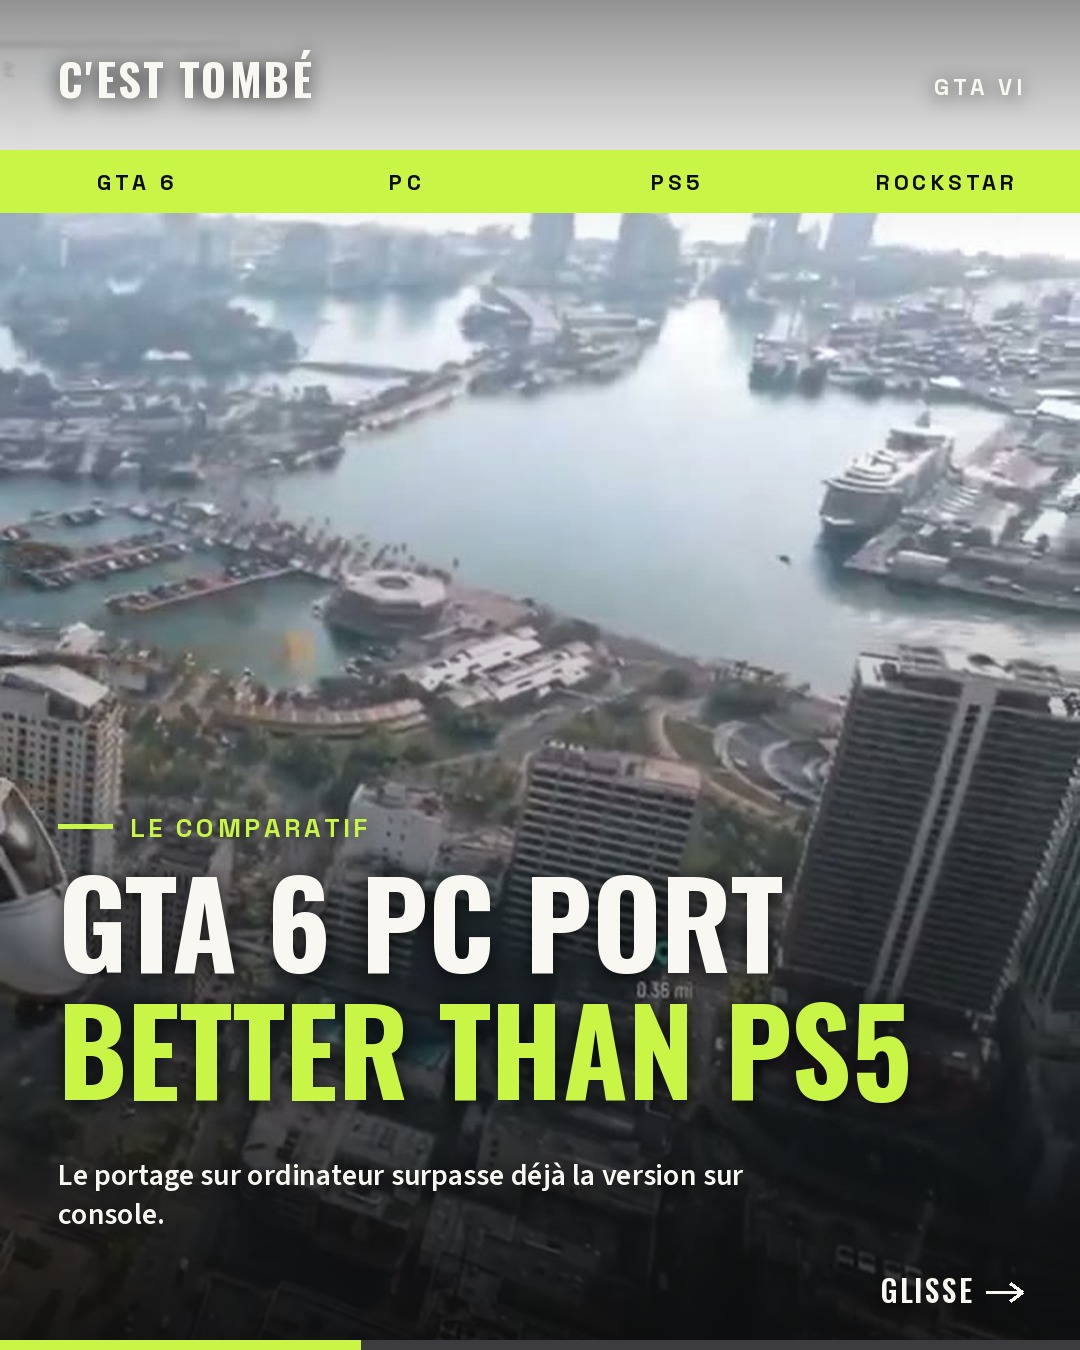 C'EST TOMBÉ
GTA VI
GTA 6 PC PS5 ROCKSTAR
LE COMPARATIF
GTA 6 PC PORT
0.36 mi
BETTER THAN PS5
Le portage sur ordinateur surpasse déjà la version sur
console.
GLISSE →